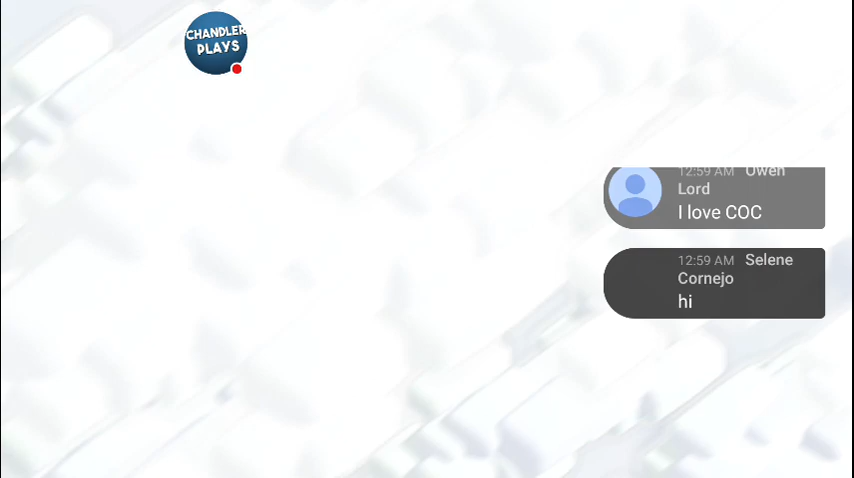 CHANDLER
PLAYS
12:59 AM Owen
Lord
I love COC
12:59 AM Selene
Cornejo
hi